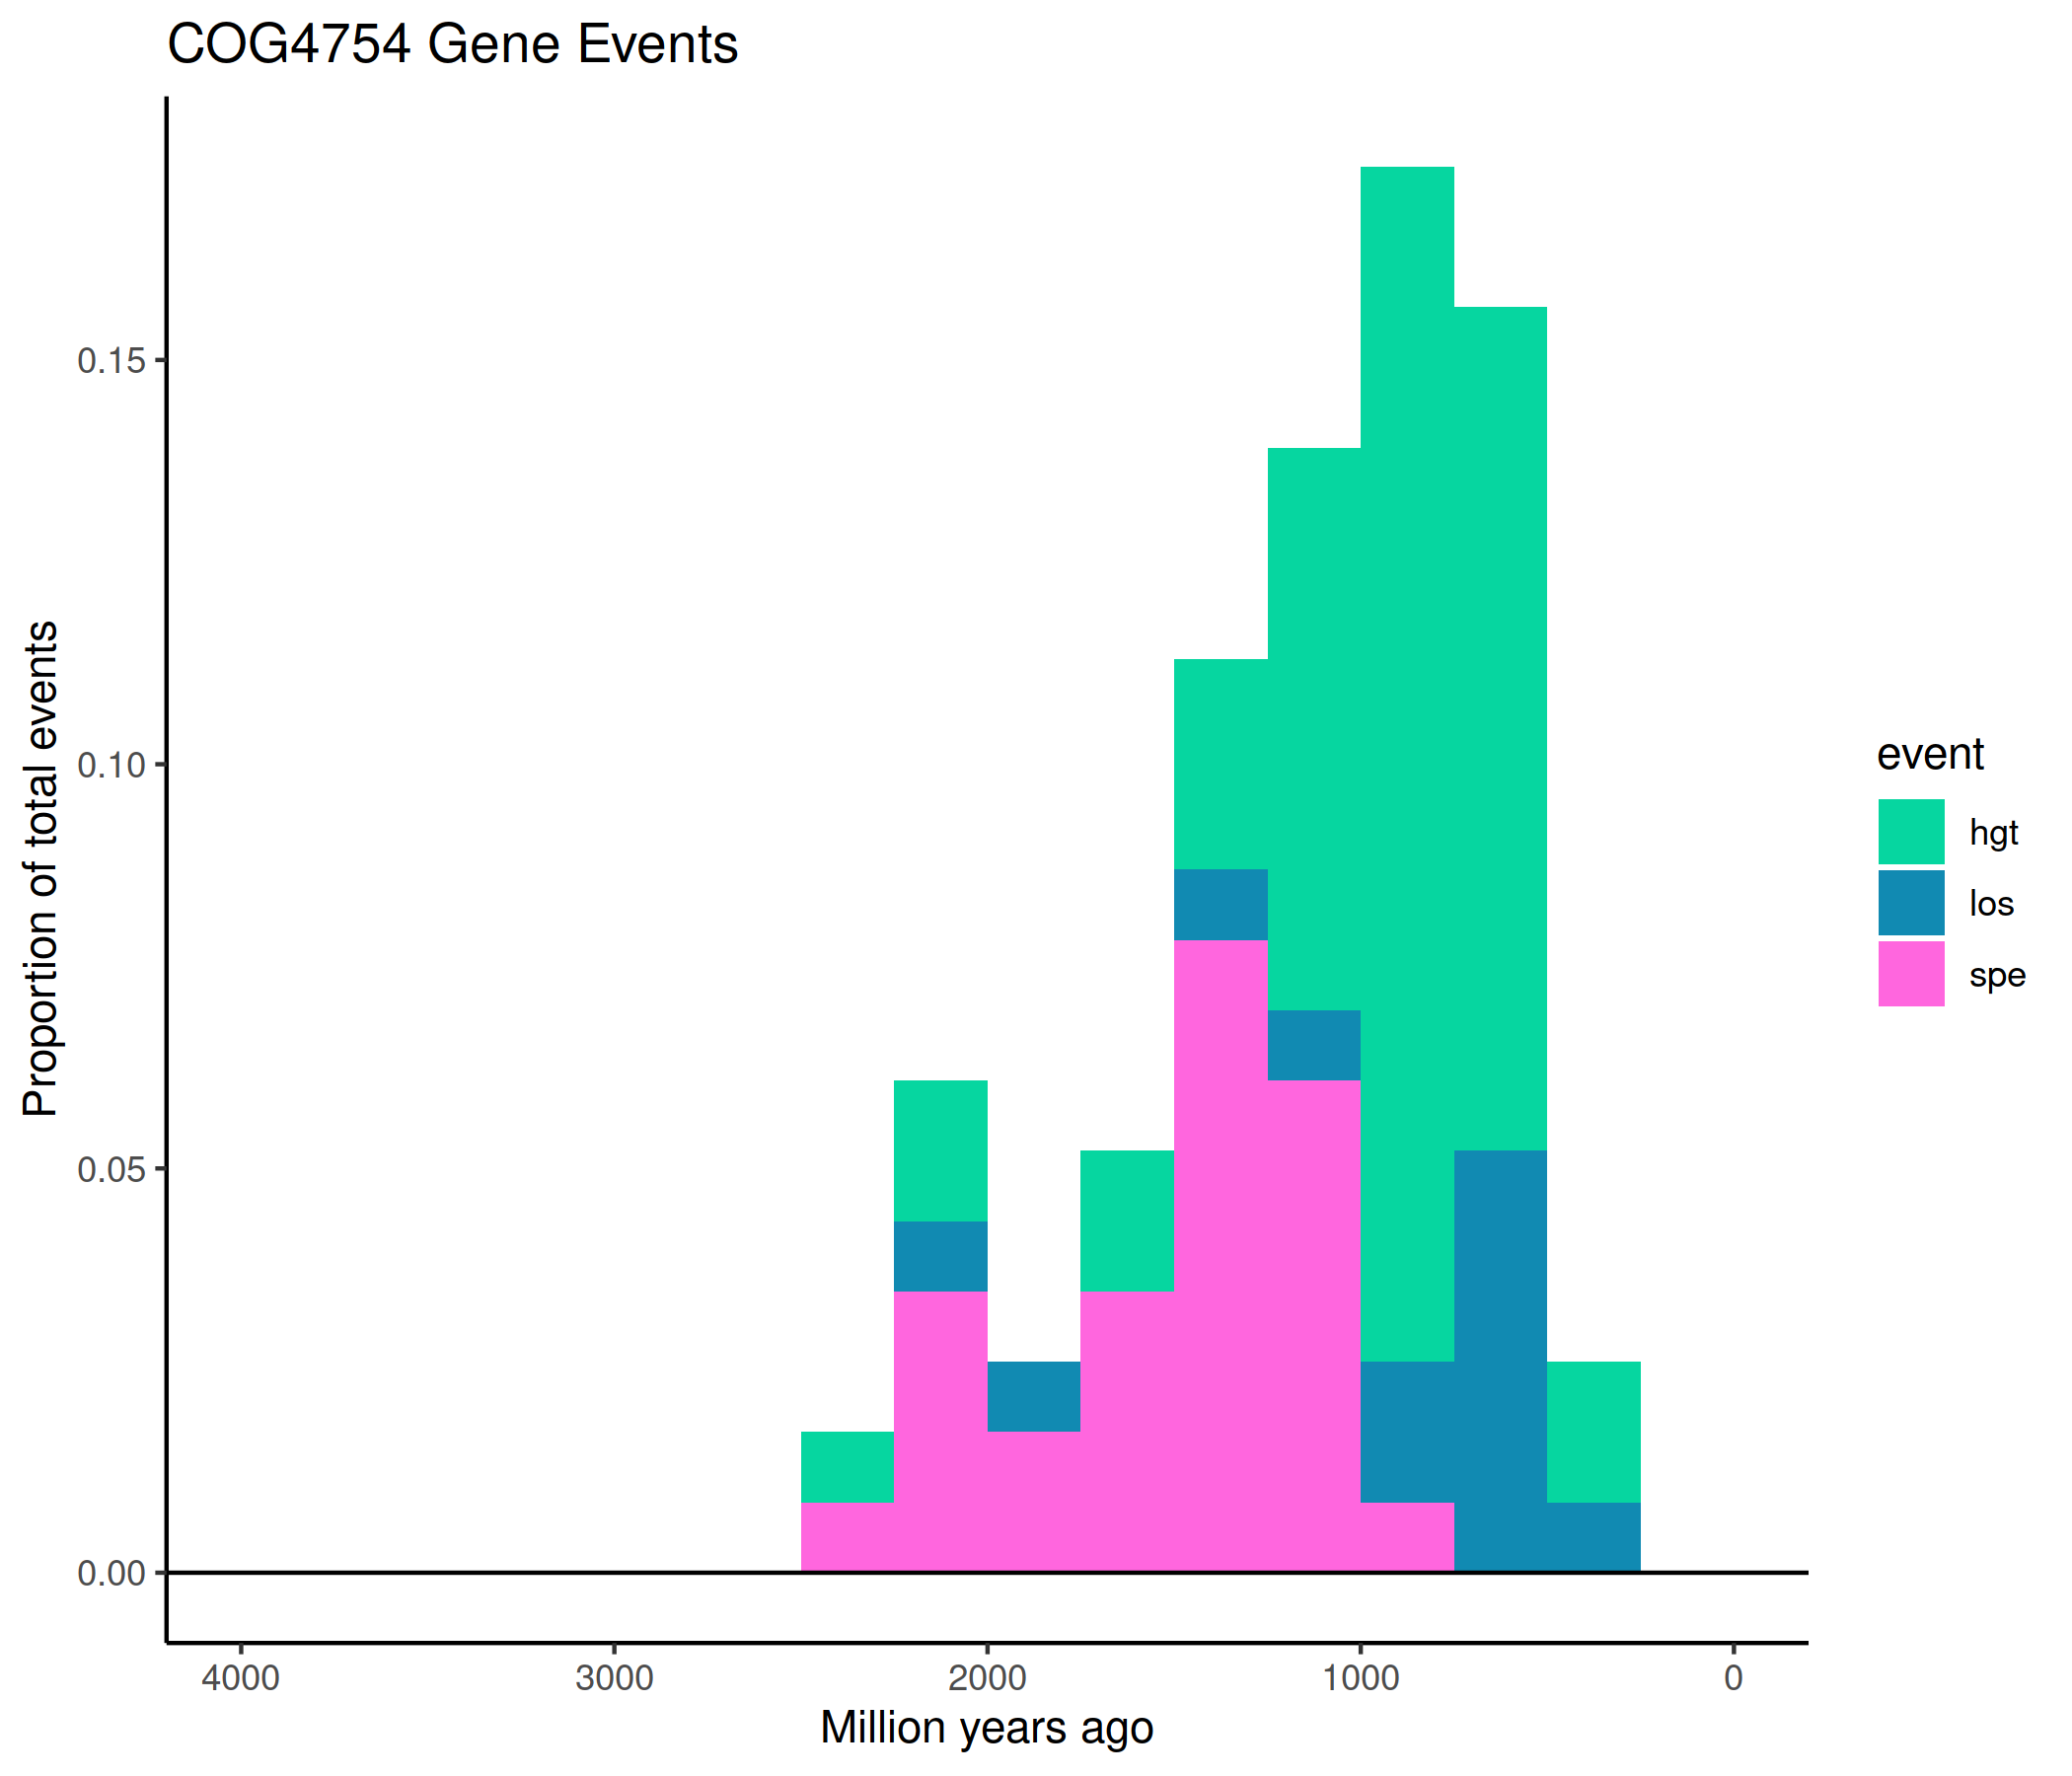 COG4754 Gene Events
Proportion of total events
0.15
0.10
0.05
0.00
4000 3000 2000 1000 0
Million years ago
event
hgt
los
spe